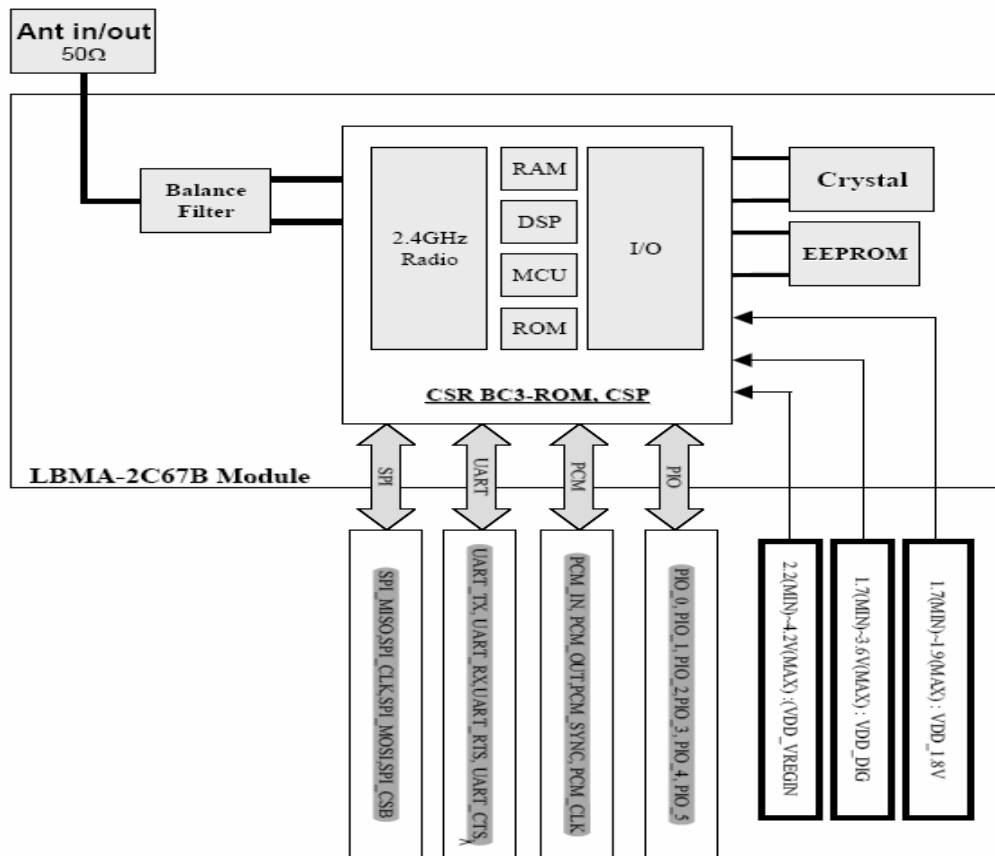 Ant in/out
50Ω
Balance
Filter
2.4GHz
Radio
RAM
DSP
MCU
ROM
I/O
Crystal
EEPROM
CSR BC3-ROM, CSP
LBMA-2C67B Module
SPI
UART
PCM
PIO
SPI_MISO,SPI_CLK,SPI_MOSI,SPI_CSB
UART_TX, UART_RX,UART_RTS, UART_CTS,
PCM_IN, PCM_OUT,PCM_SYNC, PCM_CLK
PIO_0, PIO_1,PIO_2,PIO_3, PIO_4, PIO_5
2.2(MIN)~4.2V(MAX) :(VDD_VREGIN
1.7(MIN)~3.6V(MAX) : VDD_DIG
1.7(MIN)~1.9(MAX) : VDD_1.8V